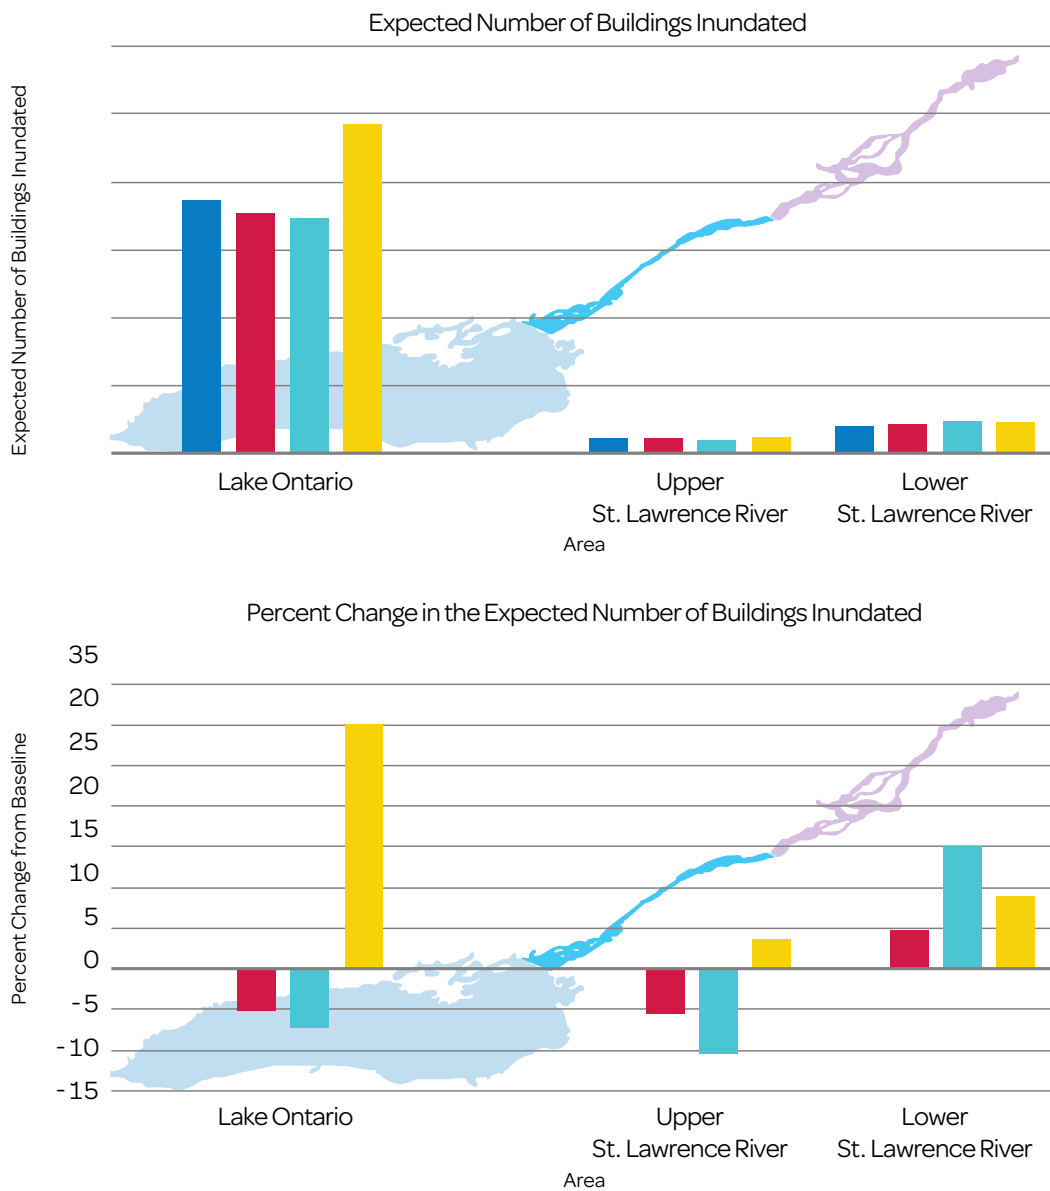 Expected Number of Buildings Inundated
Expected Number of Buildings Inundated
Lake Ontario
Upper
St. Lawrence River
Lower
St. Lawrence River
Area
Percent Change in the Expected Number of Buildings Inundated
Percent Change from Baseline
35
20
25
20
15
10
5
0
-5
-10
-15
Lake Ontario
Upper
St. Lawrence River
Lower
St. Lawrence River
Area